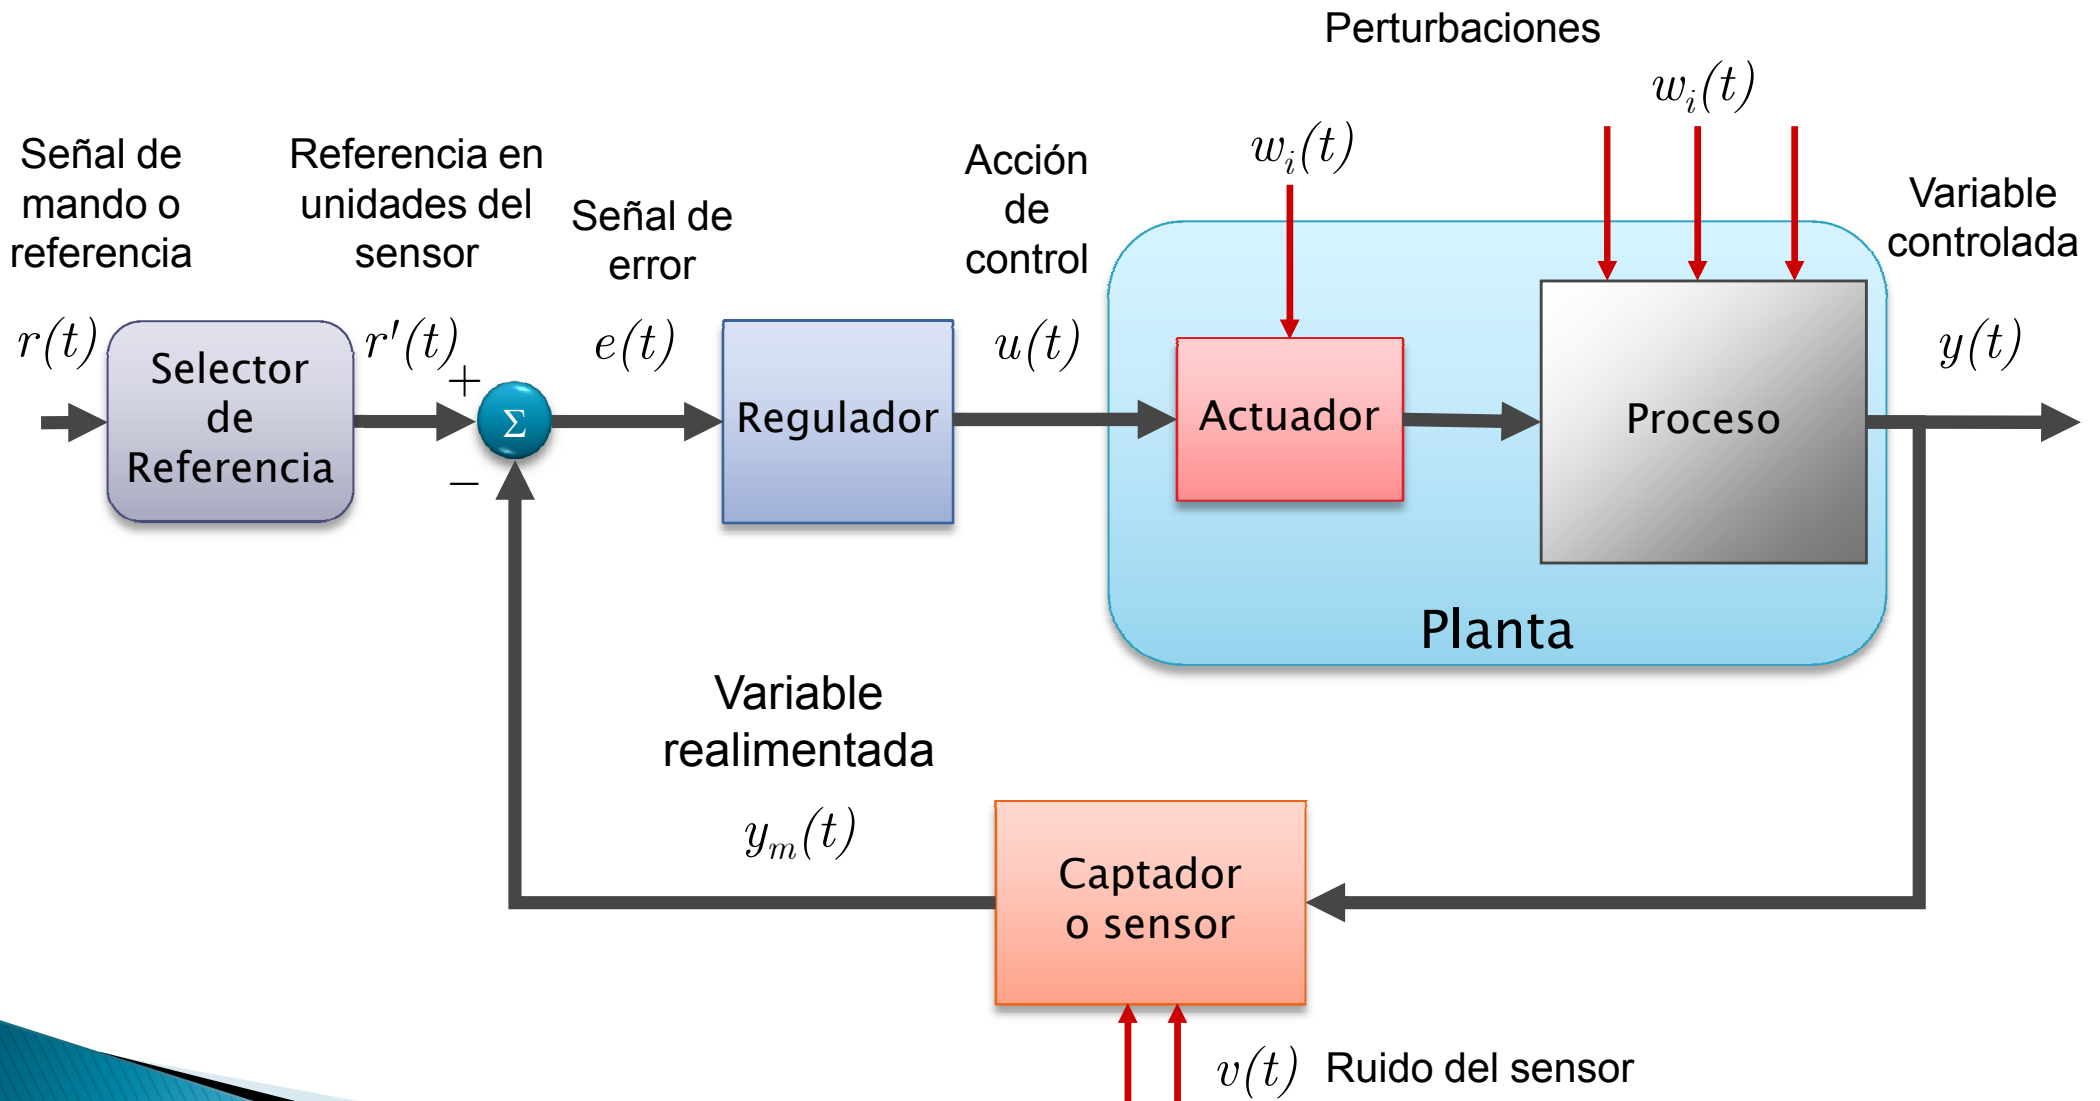 Perturbaciones
w_i(t)
w_i(t)
Señal de
mando o
referencia
Referencia en
unidades del
sensor
Señal de
error
Acción
de
control
Variable
controlada
r(t)
r'(t)
+
−
e(t)
u(t)
y(t)
Selector
de
Referencia
Σ
Regulador
Actuador
Proceso
Planta
Variable
realimentada
y_m(t)
Captador
o sensor
v(t) Ruido del sensor